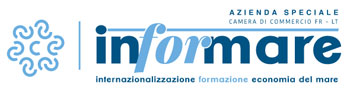 AZIENDA SPECIALE
CAMERA DI COMMERCIO FR - LT
informare
internazionalizzazione formazione economia del mare